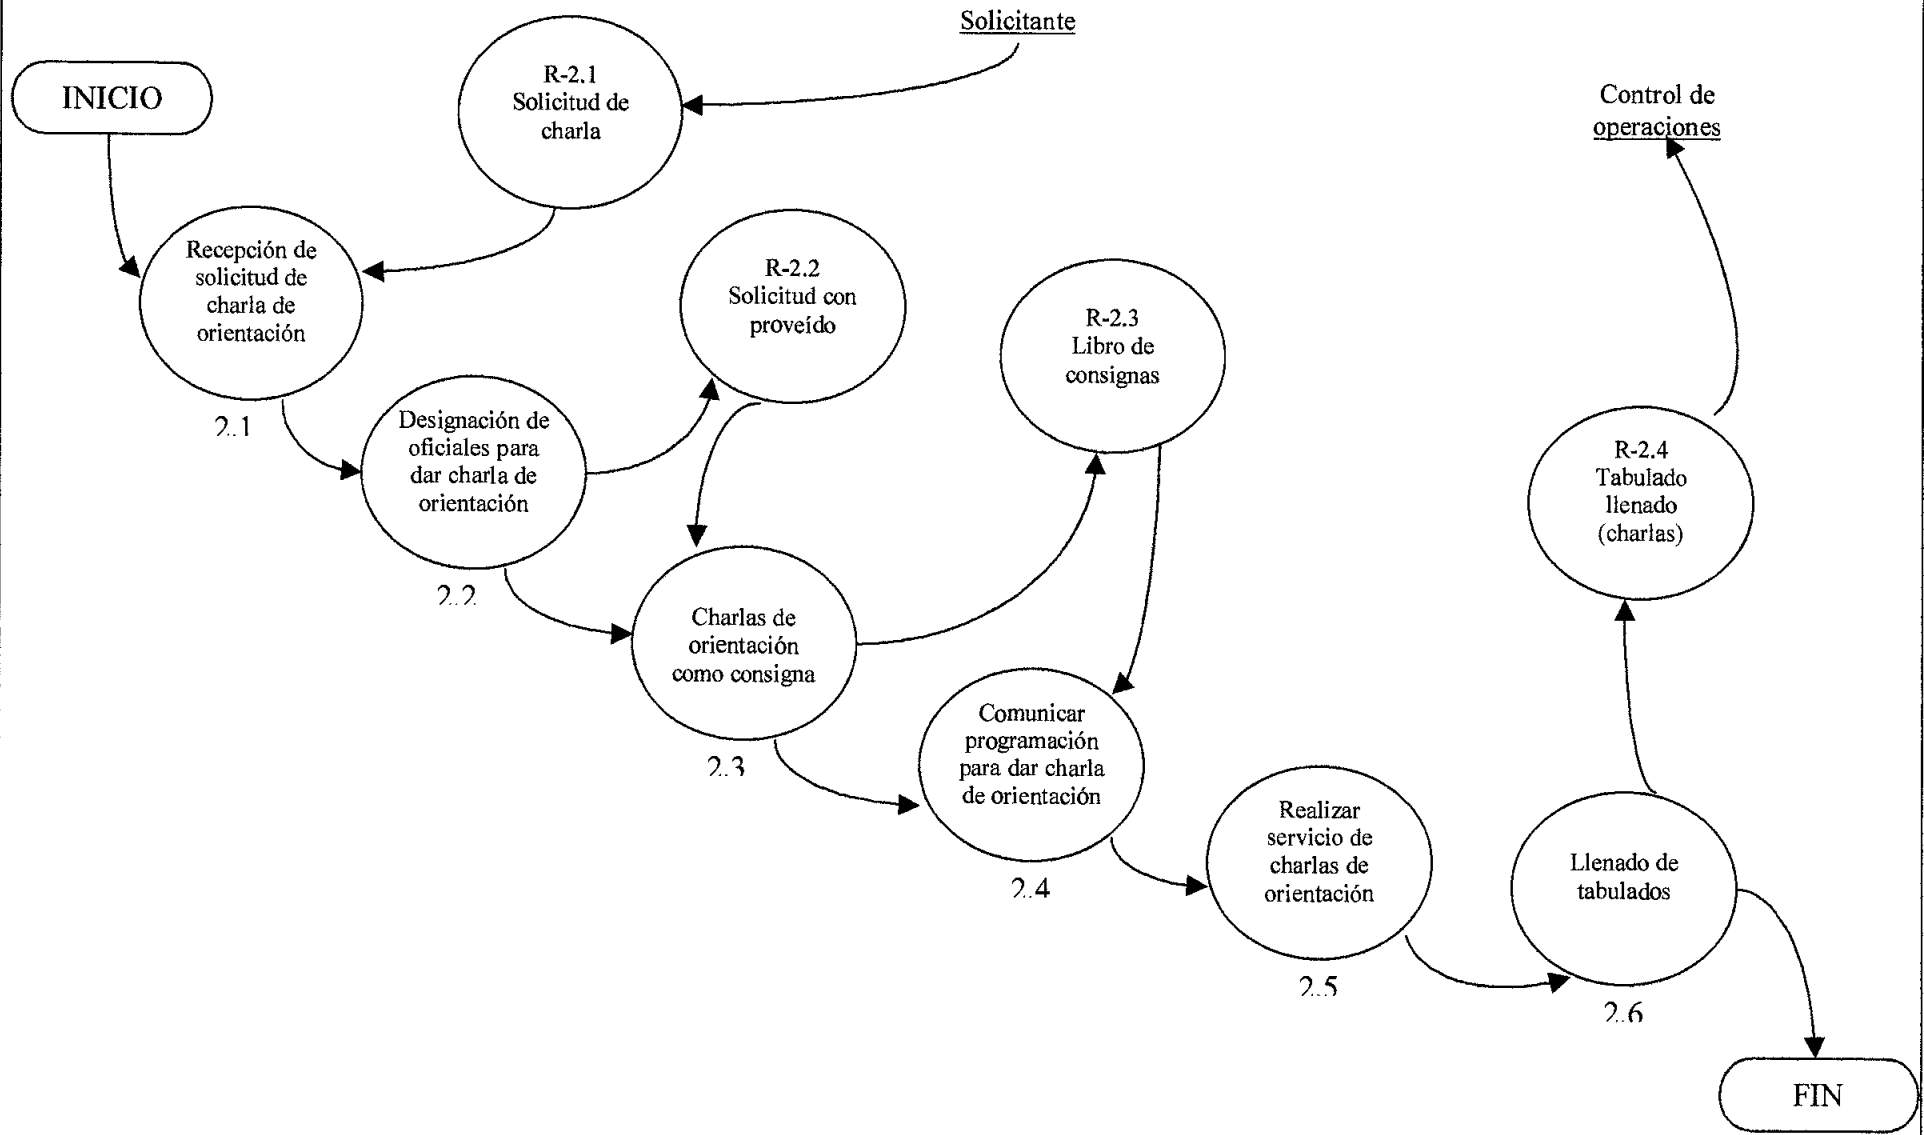 Solicitante
INICIO
R-2.1
Solicitud de
charla
Control de
operaciones
Recepción de
solicitud de
charla de
orientación
2.1
R-2.2
Solicitud con
proveído
R-2.3
Libro de
consignas
Designación de
oficiales para
dar charla de
orientación
2.2
R-2.4
Tabulado
llenado
(charlas)
Charlas de
orientación
como consigna
2.3
Comunicar
programación
para dar charla
de orientación
2.4
Realizar
servicio de
charlas de
orientación
2.5
Llenado de
tabulados
2.6
FIN